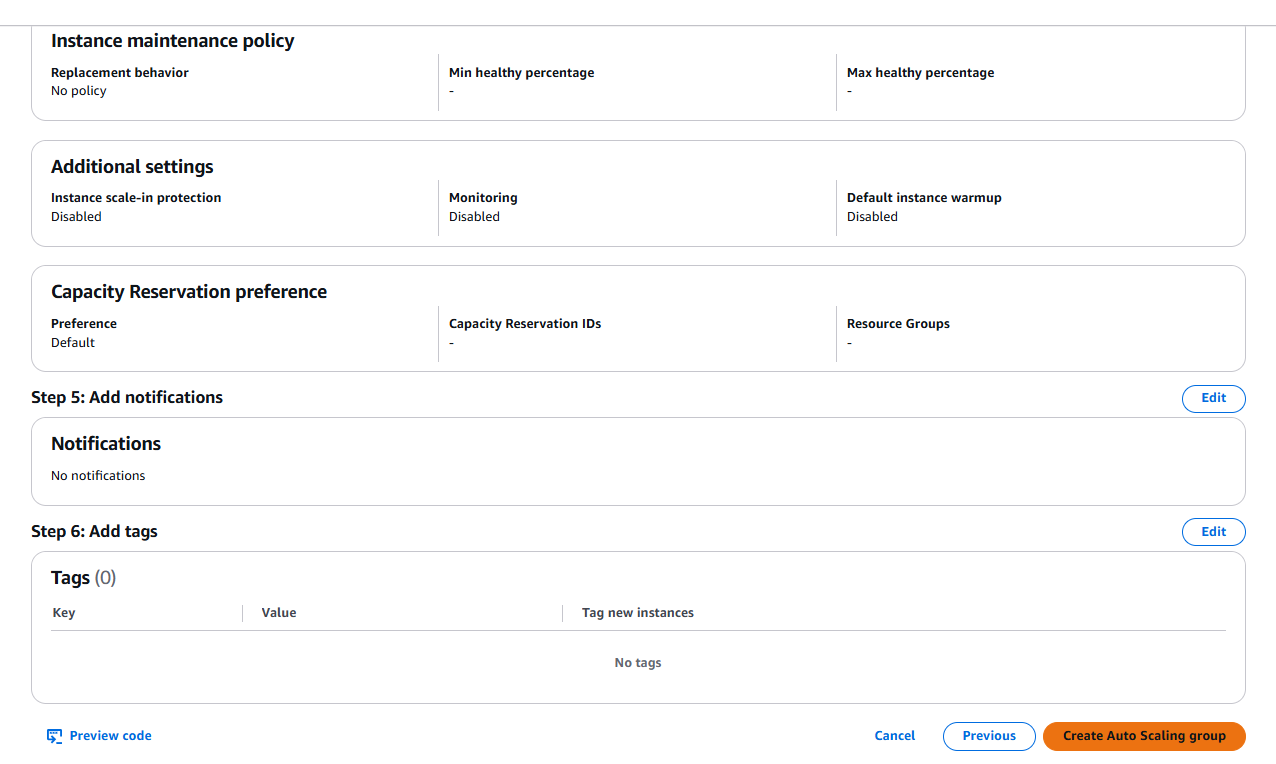 Instance maintenance policy
Replacement behavior
No policy
Min healthy percentage
-
Max healthy percentage
-
Additional settings
Instance scale-in protection
Disabled
Monitoring
Disabled
Default instance warmup
Disabled
Capacity Reservation preference
Preference
Default
Capacity Reservation IDs
-
Resource Groups
-
Step 5: Add notifications
Edit
Notifications
No notifications
Step 6: Add tags
Edit
Tags (0)
Key Value Tag new instances
No tags
Preview code Cancel Previous Create Auto Scaling group